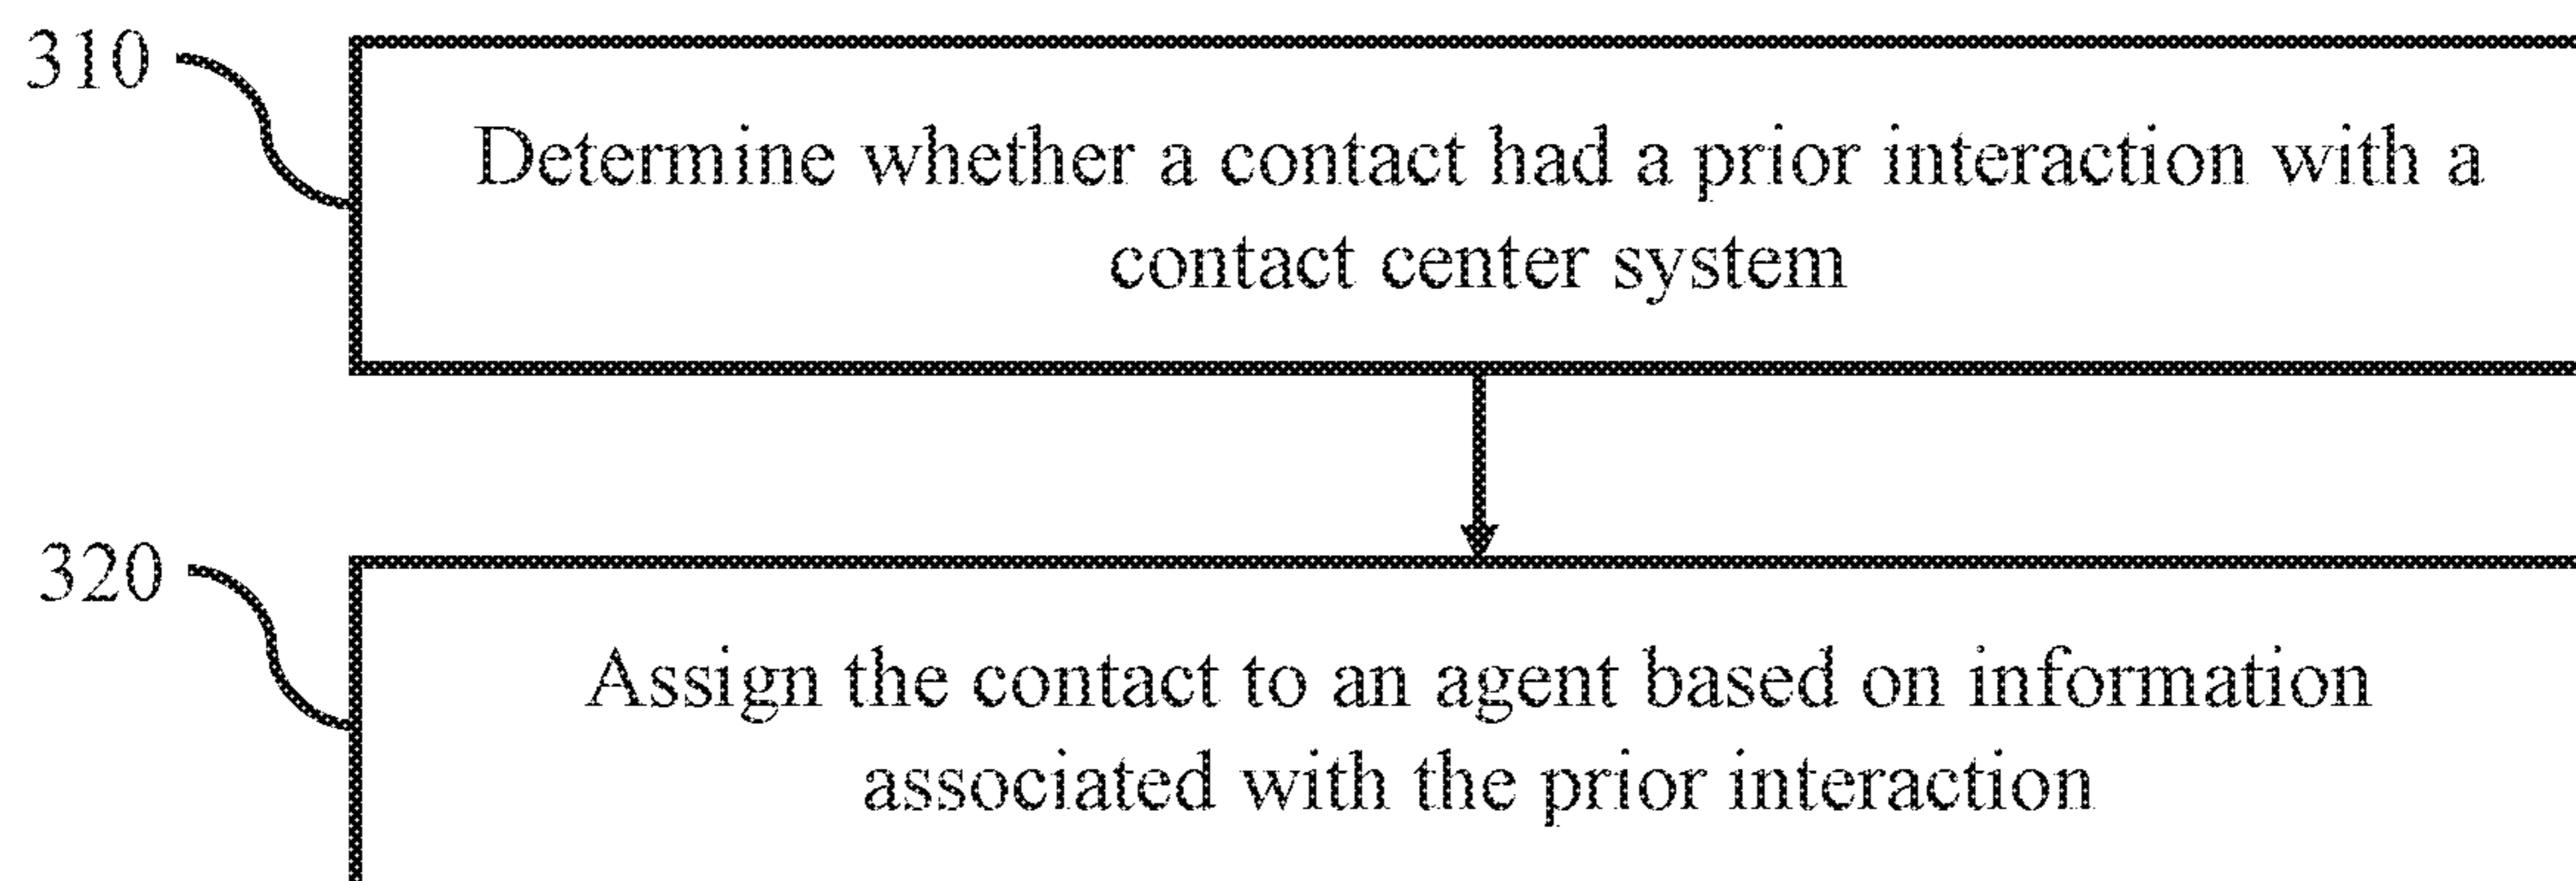 310
Determine whether a contact had a prior interaction with a
contact center system
320
Assign the contact to an agent based on information
associated with the prior interaction